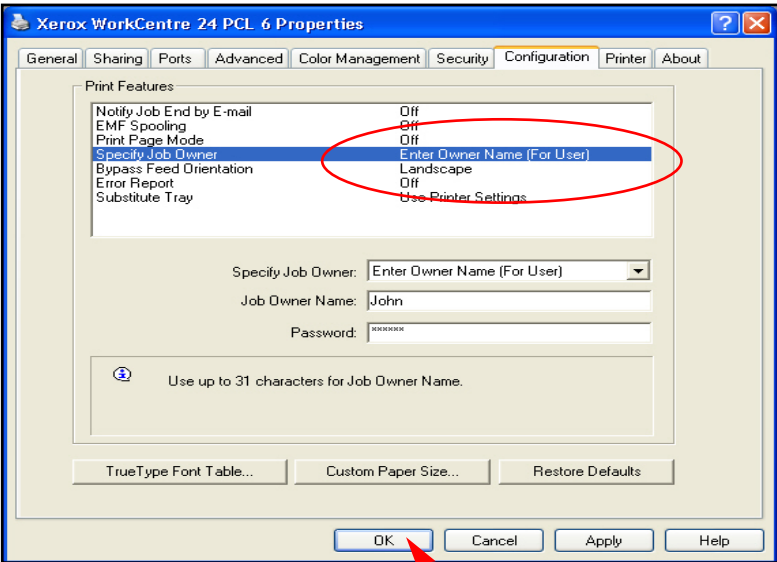 Xerox WorkCentre 24 PCL 6 Properties
General Sharing Ports Advanced Color Management Security Configuration Printer About
Print Features
Notify Job End by E-mail Off
EMF Spooling Off
Print Page Mode Off
Specify Job Owner Enter Owner Name (For User)
Bypass Feed Orientation Landscape
Error Report Off
Substitute Tray Use Printer Settings
Specify Job Owner: Enter Owner Name (For User)
Job Owner Name: John
Password: ××××××
Use up to 31 characters for Job Owner Name.
TrueType Font Table... Custom Paper Size... Restore Defaults
OK Cancel Apply Help